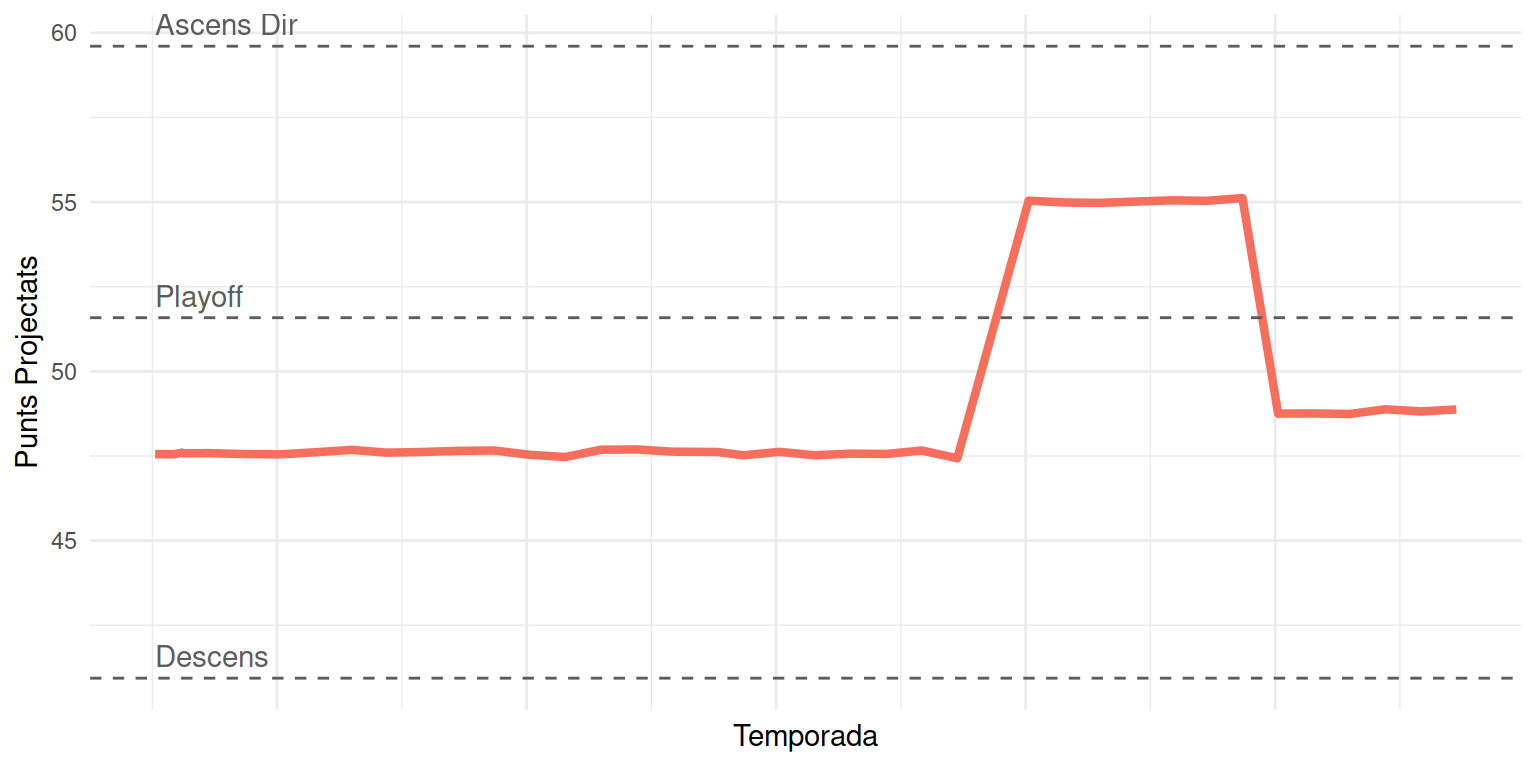 Ascens Dir
60
55
Playoff
50
45
Descens
Punts Projectats
Temporada